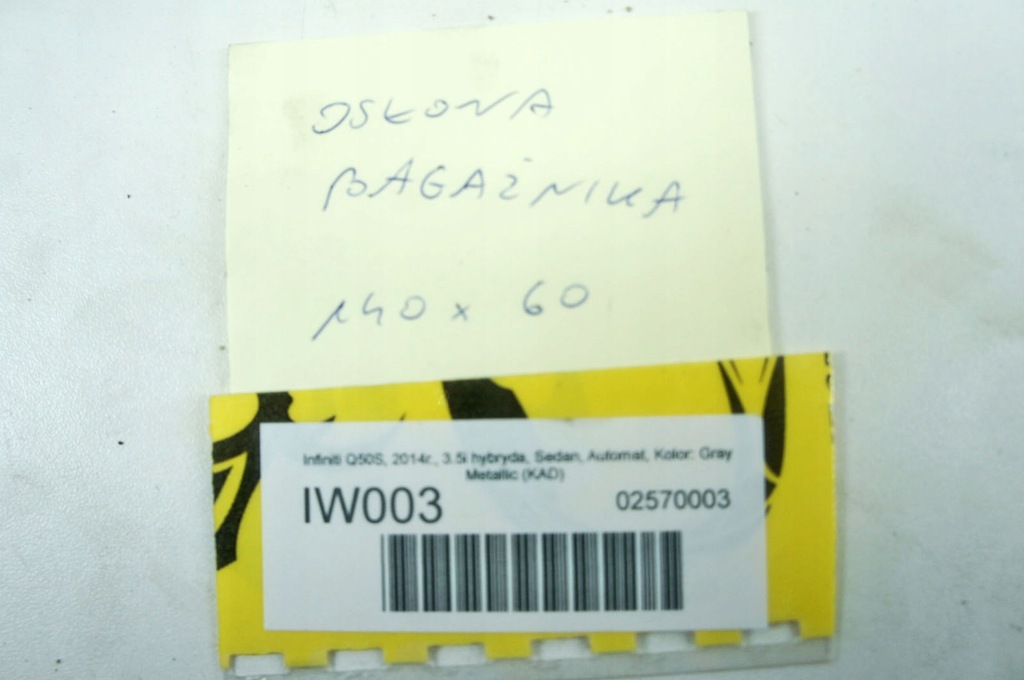 OSŁONA
BAGAŻNIKA
140 x 60
Infiniti Q50S, 2014r., 3.5i hybryda, Sedan, Automat, Kolor: Gray
Metallic (KAD)
IW003 02570003